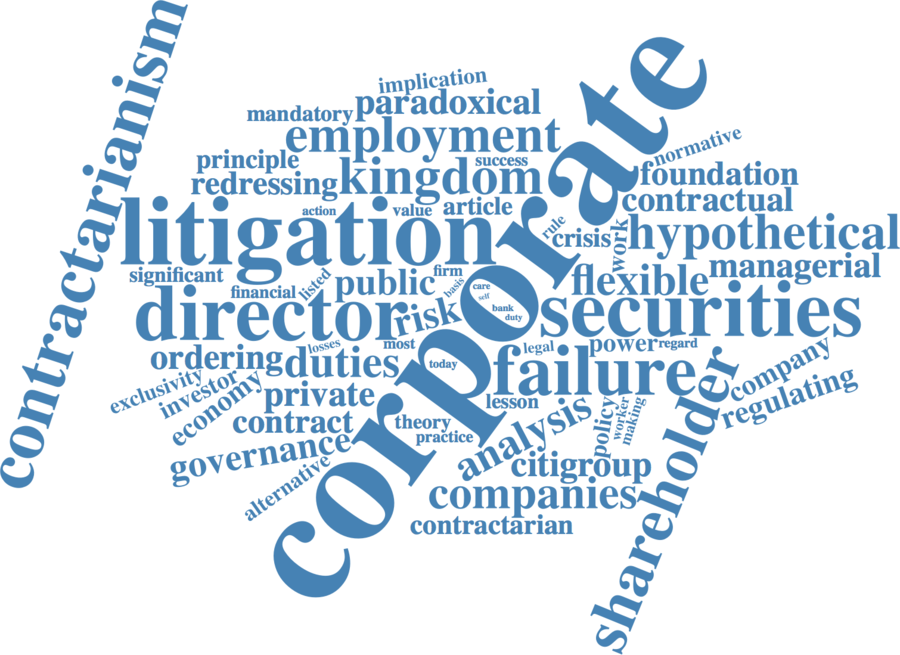 contractarianism
corporate
implication
mandatory
paradoxical
employment
normative
principle
success
foundation
redressing
kingdom
contractual
litigation
action
value
article
rule
crisis
work
hypothetical
significant
financial
listed
public
firm
basis
care
self
bank
duty
flexible
managerial
director
risk
securities
losses
most
ordering
duties
today
legal
power
regard
failure
exclusivity
investor
economy
private
lesson
shareholder
company
regulating
contract
theory
practice
analysis
policy
worker
making
governance
alternative
citigroup
companies
contractarian